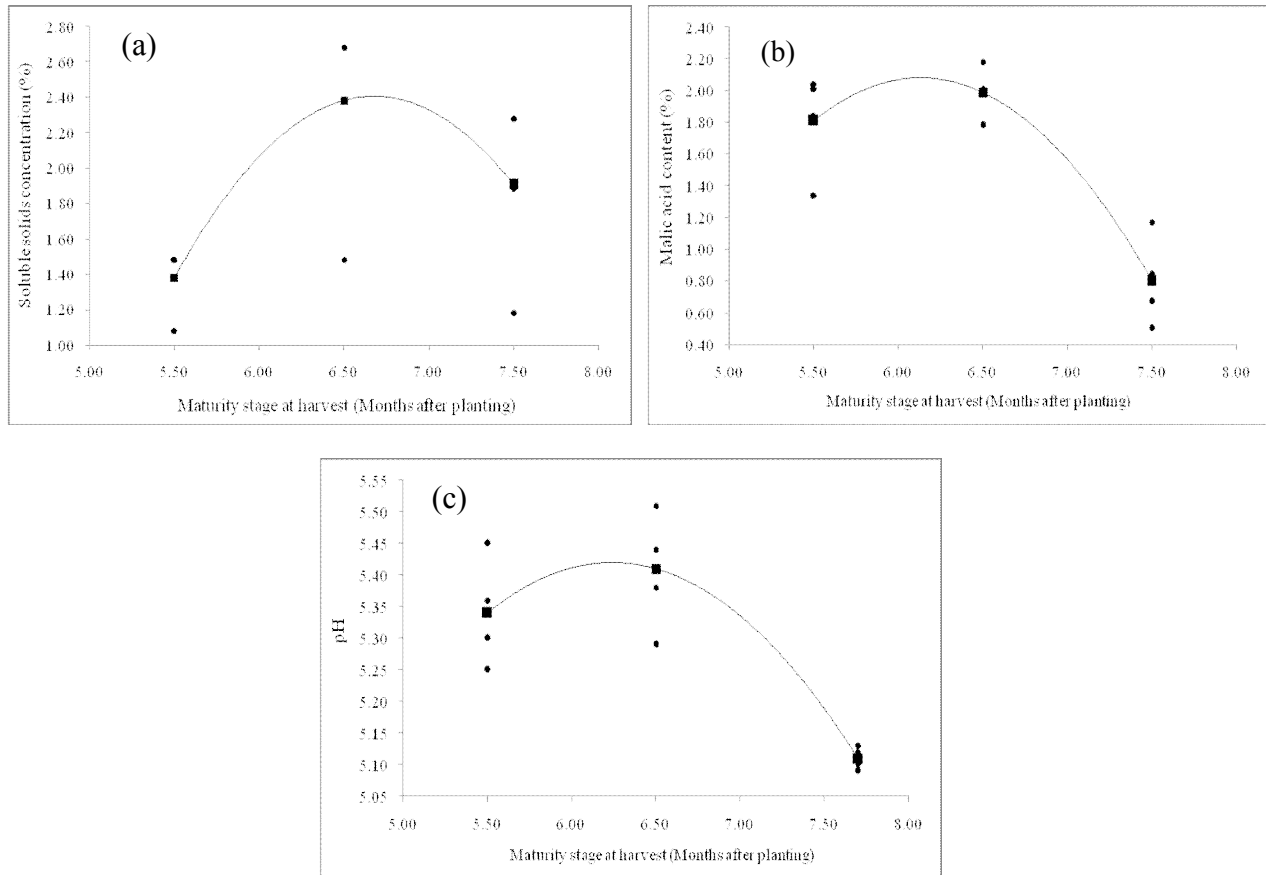 (a)
Soluble solids concentration (%)
2.80
2.60
2.40
2.20
2.00
1.80
1.60
1.40
1.20
1.00
5.00 5.50 6.00 6.50 7.00 7.50 8.00
Maturity stage at harvest (Months after planting)
(b)
Malic acid content (%)
2.40
2.20
2.00
1.80
1.60
1.40
1.20
1.00
0.80
0.60
0.40
5.00 5.50 6.00 6.50 7.00 7.50 8.00
Maturity stage at harvest (Months after planting)
(c)
pH
5.55
5.50
5.45
5.40
5.35
5.30
5.25
5.20
5.15
5.10
5.05
5.00 5.50 6.00 6.50 7.00 7.50 8.00
Maturity stage at harvest (Months after planting)